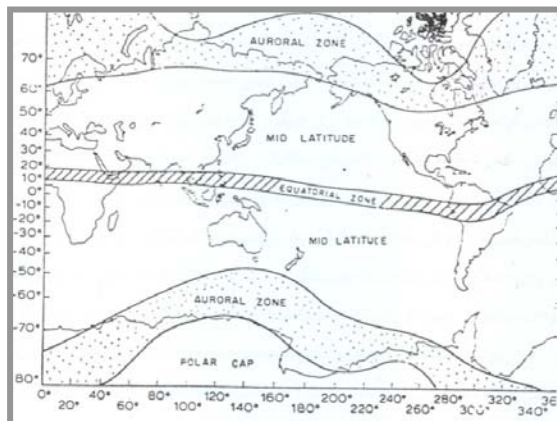 AURORAL ZONE
70°
60°
50°
40°
MID LATITUDE
30°
20°
10°
0°
EQUATORIAL ZONE
-10°
-20°
-30°
MID LATITUDE
-40°
-50°
-60°
AURORAL ZONE
-70°
POLAR CAP
80°
0° 40° 80° 120° 160° 200° 240° 280° 320° 36
20° 60° 100° 140° 180° 220° 260° 300° 340°